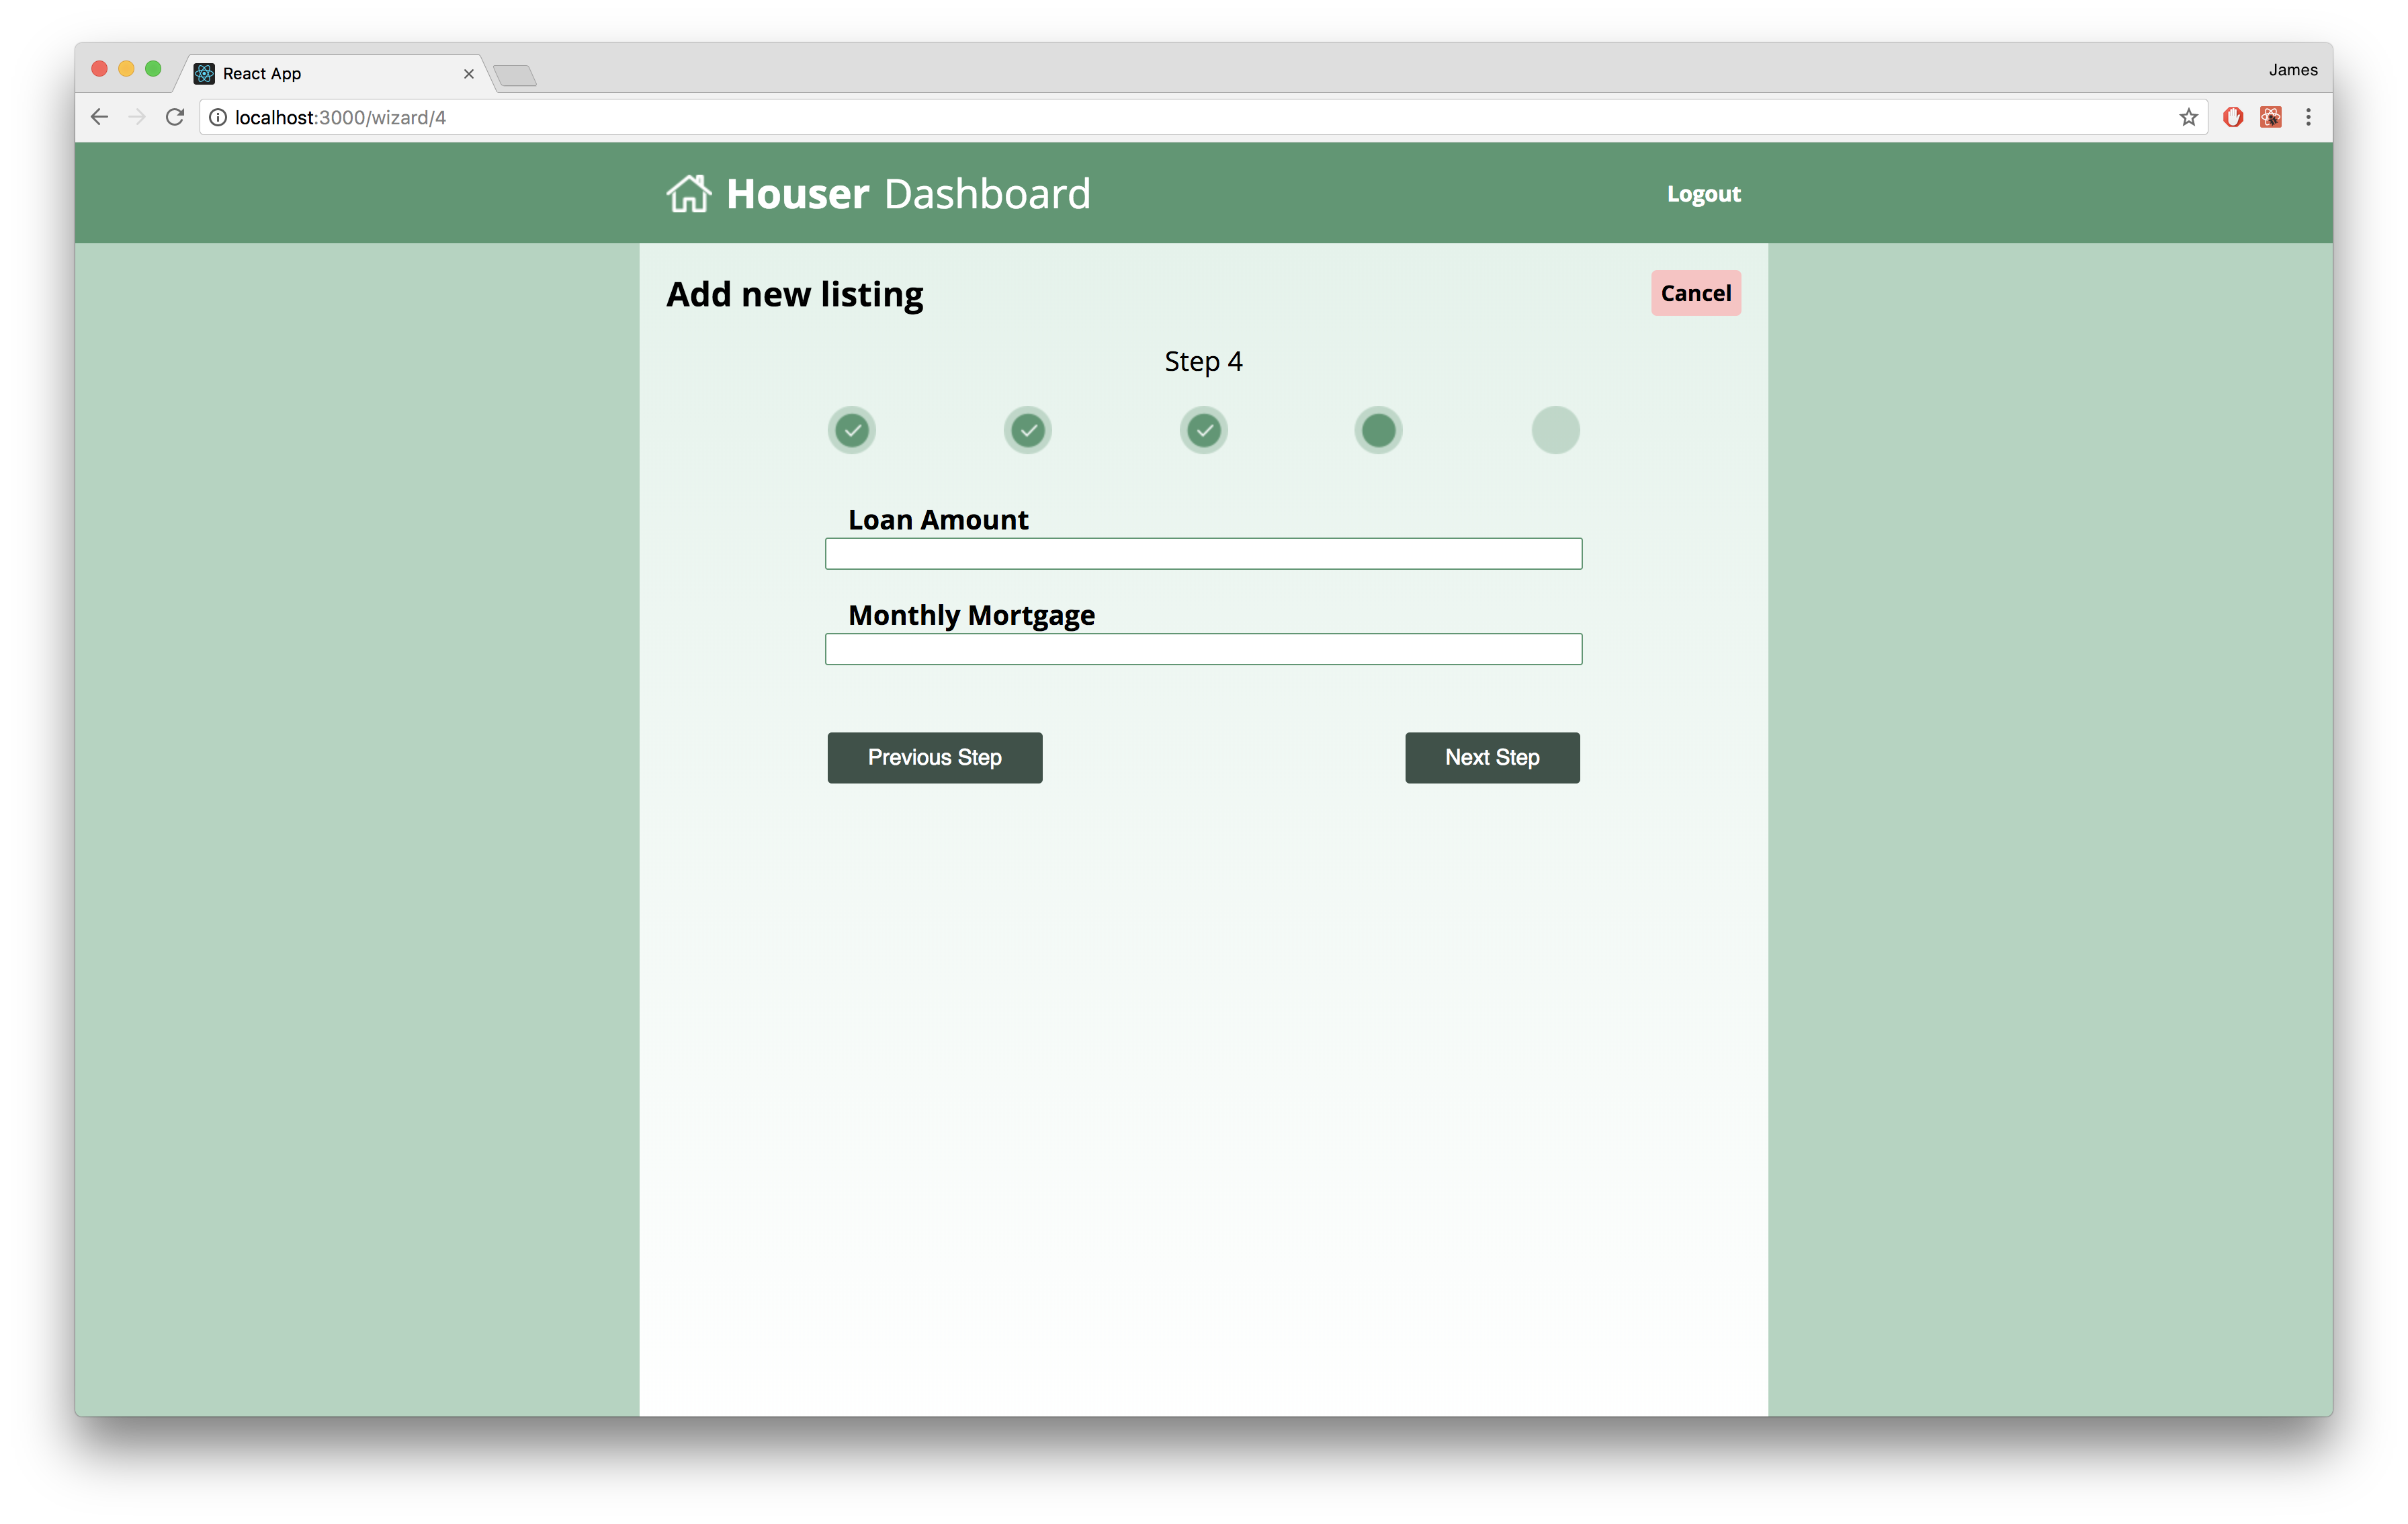 React App
James
localhost:3000/wizard/4
Houser Dashboard
Logout
Add new listing
Cancel
Step 4
Loan Amount
Monthly Mortgage
Previous Step
Next Step